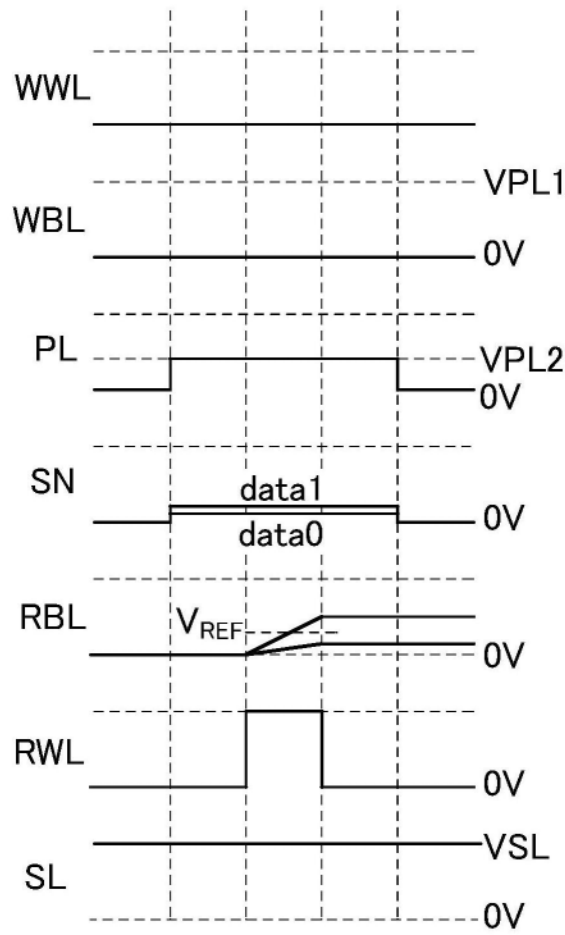 WWL
VPL1
WBL
0V
PL
VPL2
0V
SN
data1
0V
data0
RBL
VREF
0V
RWL
0V
VSL
SL
0V